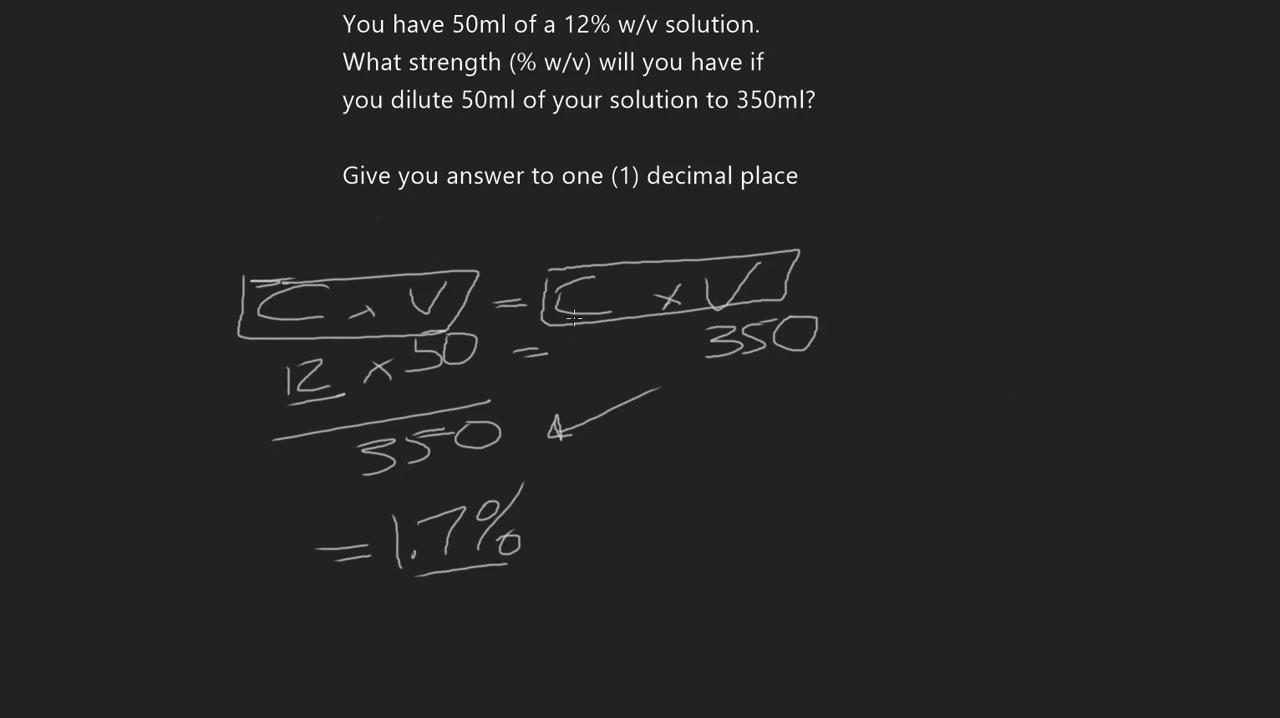 You have 50ml of a 12% w/v solution.
What strength (% w/v) will you have if
you dilute 50ml of your solution to 350ml?
Give you answer to one (1) decimal place
C x V = C x V
12 x 50 = 350
350
= 1.7%